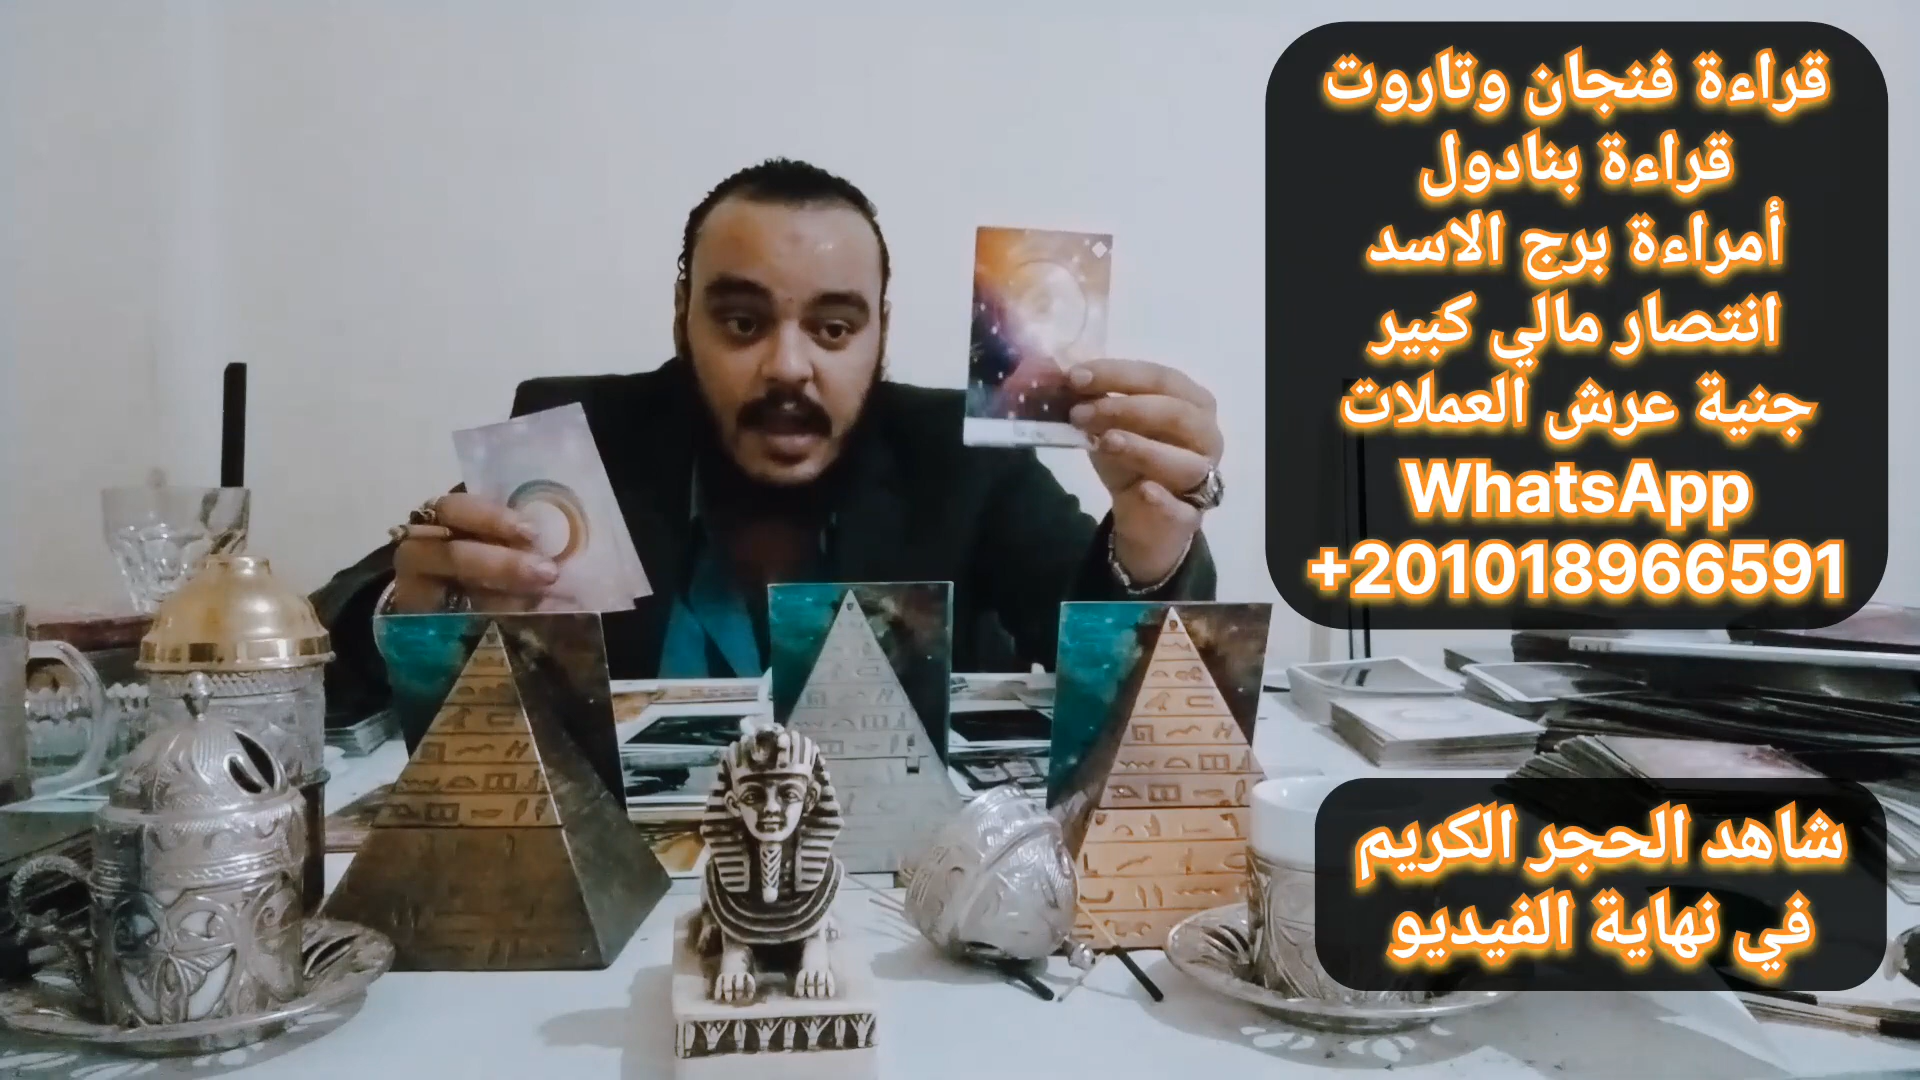 قراءة فنجان وتاروت
قراءة بنادول
أمراءة برج الاسد
انتصار مالي كبير
جنية عرش العملات
WhatsApp
+201018966591
شاهد الحجر الكريم
في نهاية الفيديو